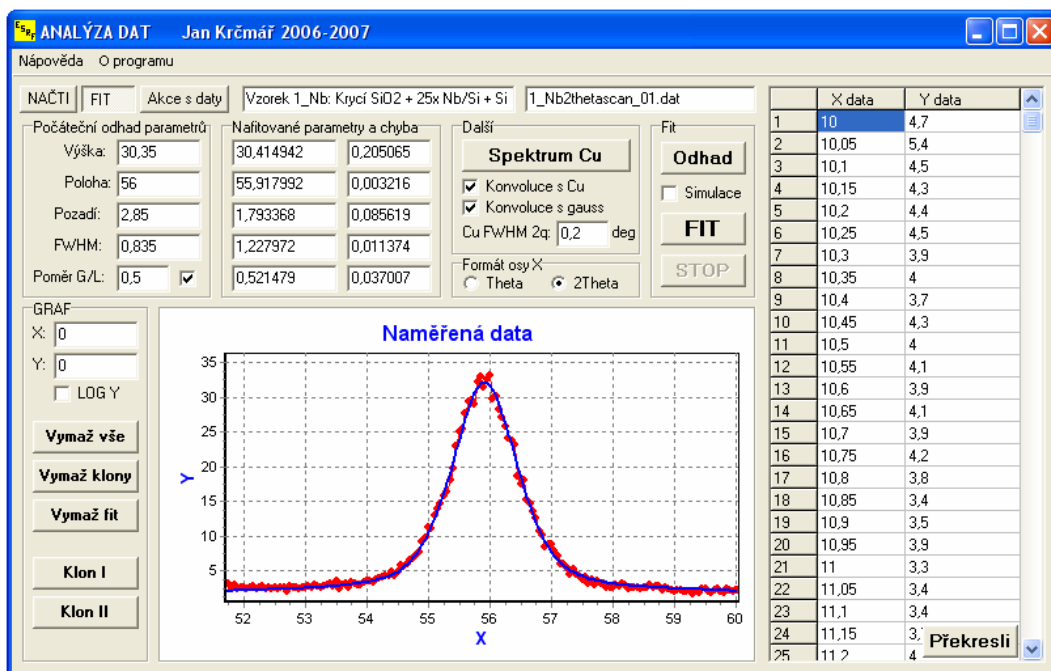 ESRF ANALÝZA DAT Jan Krčmář 2006-2007
Nápověda O programu
NAČTI FIT Akce s daty Vzorek 1_Nb: Krycí SiO2 + 25x Nb/Si + Si 1_Nb2thetascan_01.dat
Počáteční odhad parametrů
Výška: 30,35
Poloha: 56
Pozadí: 2,85
FWHM: 0,835
Poměr G/L: 0,5
Nafitované parametry a chyba
30,414942 0,205065
55,917992 0,003216
1,793368 0,085619
1,227972 0,011374
0,521479 0,037007
Další
Spektrum Cu
Konvoluce s Cu
Konvoluce s gauss
Cu FWHM 2q: 0,2 deg
Formát osy X
Theta 2Theta
Fit
Odhad
Simulace
FIT
STOP
GRAF
X: 0
Y: 0
LOG Y
Vymaž vše
Vymaž klony
Vymaž fit
Klon I
Klon II
Naměřená data
Y
35
30
25
20
15
10
5
52 53 54 55 56 57 58 59 60
X
X data Y data
1 10 4,7
2 10,05 5,4
3 10,1 4,5
4 10,15 4,3
5 10,2 4,4
6 10,25 4,5
7 10,3 3,9
8 10,35 4
9 10,4 3,7
10 10,45 4,3
11 10,5 4
12 10,55 4,1
13 10,6 3,9
14 10,65 4,1
15 10,7 3,9
16 10,75 4,2
17 10,8 3,8
18 10,85 3,4
19 10,9 3,5
20 10,95 3,9
21 11 3,3
22 11,05 3,4
23 11,1 3,4
24 11,15
25 11,2 4
Překresli